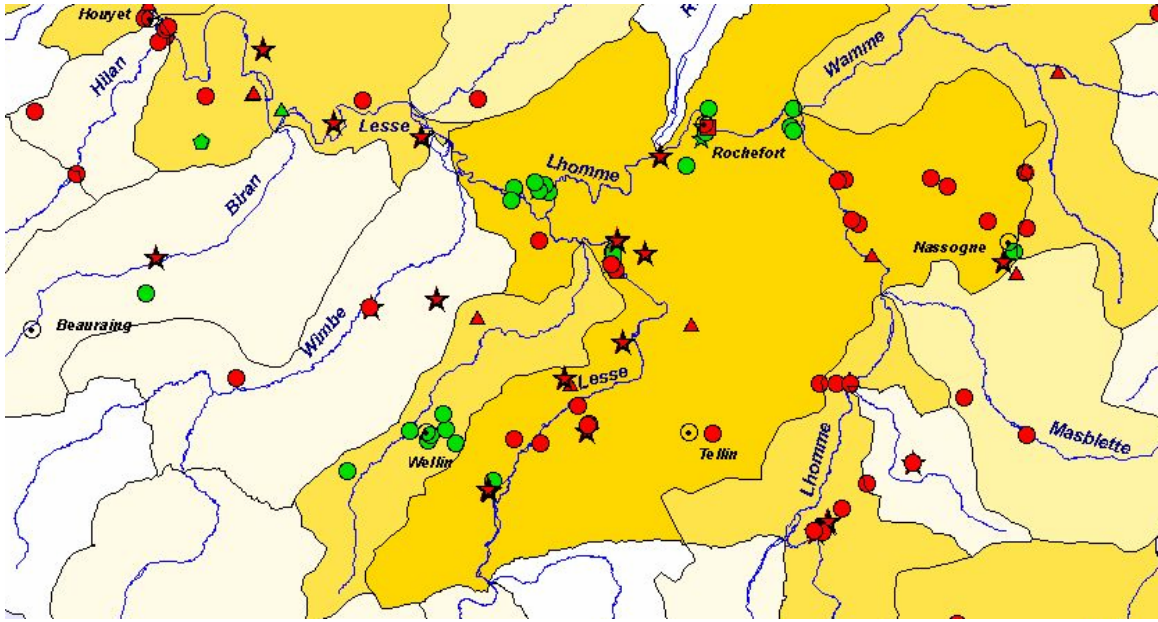 Houyet
Hilan
Wamme
Lesse
Rochefort
Lhomme
Biran
Nassogne
Beauraing
Wimbe
Lesse
Wellin
Tellin
Lhomme
Masblette